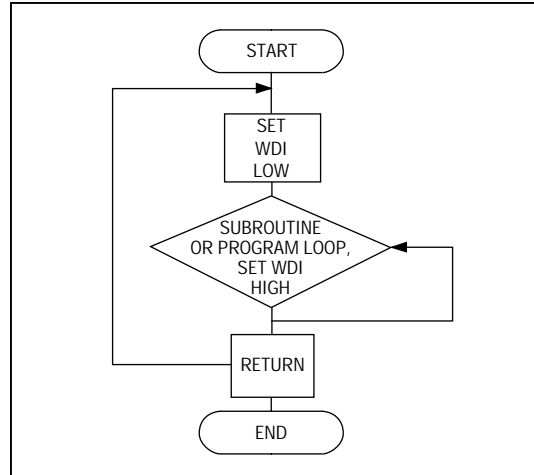 START
SET
WDI
LOW
SUBROUTINE
OR PROGRAM LOOP,
SET WDI
HIGH
RETURN
END